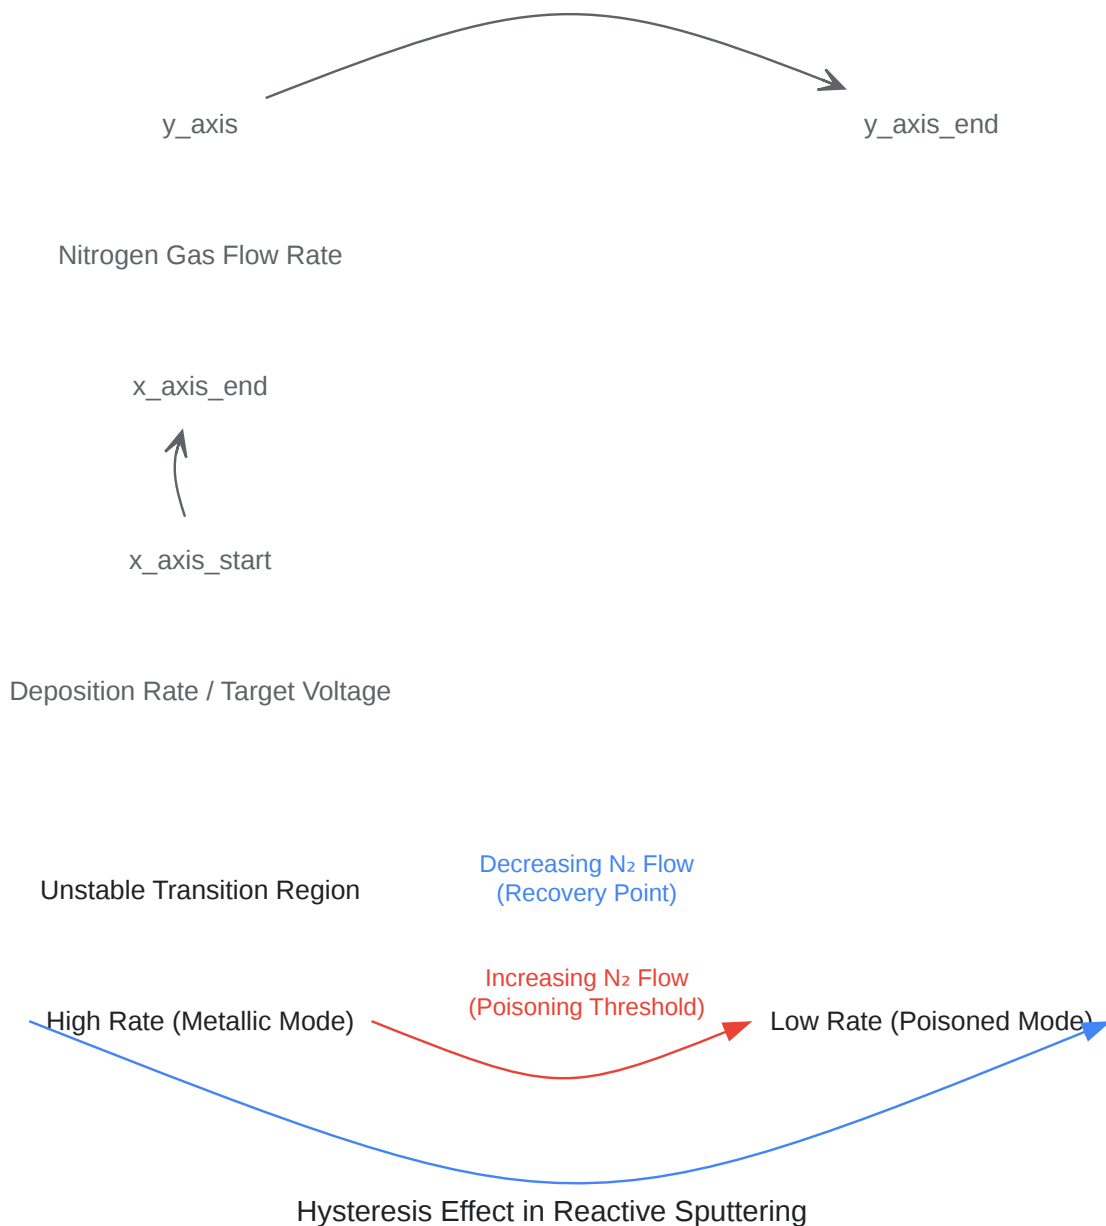 y_axis
y_axis_end
Nitrogen Gas Flow Rate
x_axis_end
x_axis_start
Deposition Rate / Target Voltage
Unstable Transition Region
Decreasing N₂ Flow
(Recovery Point)
Increasing N₂ Flow
(Poisoning Threshold)
High Rate (Metallic Mode)
Low Rate (Poisoned Mode)
Hysteresis Effect in Reactive Sputtering